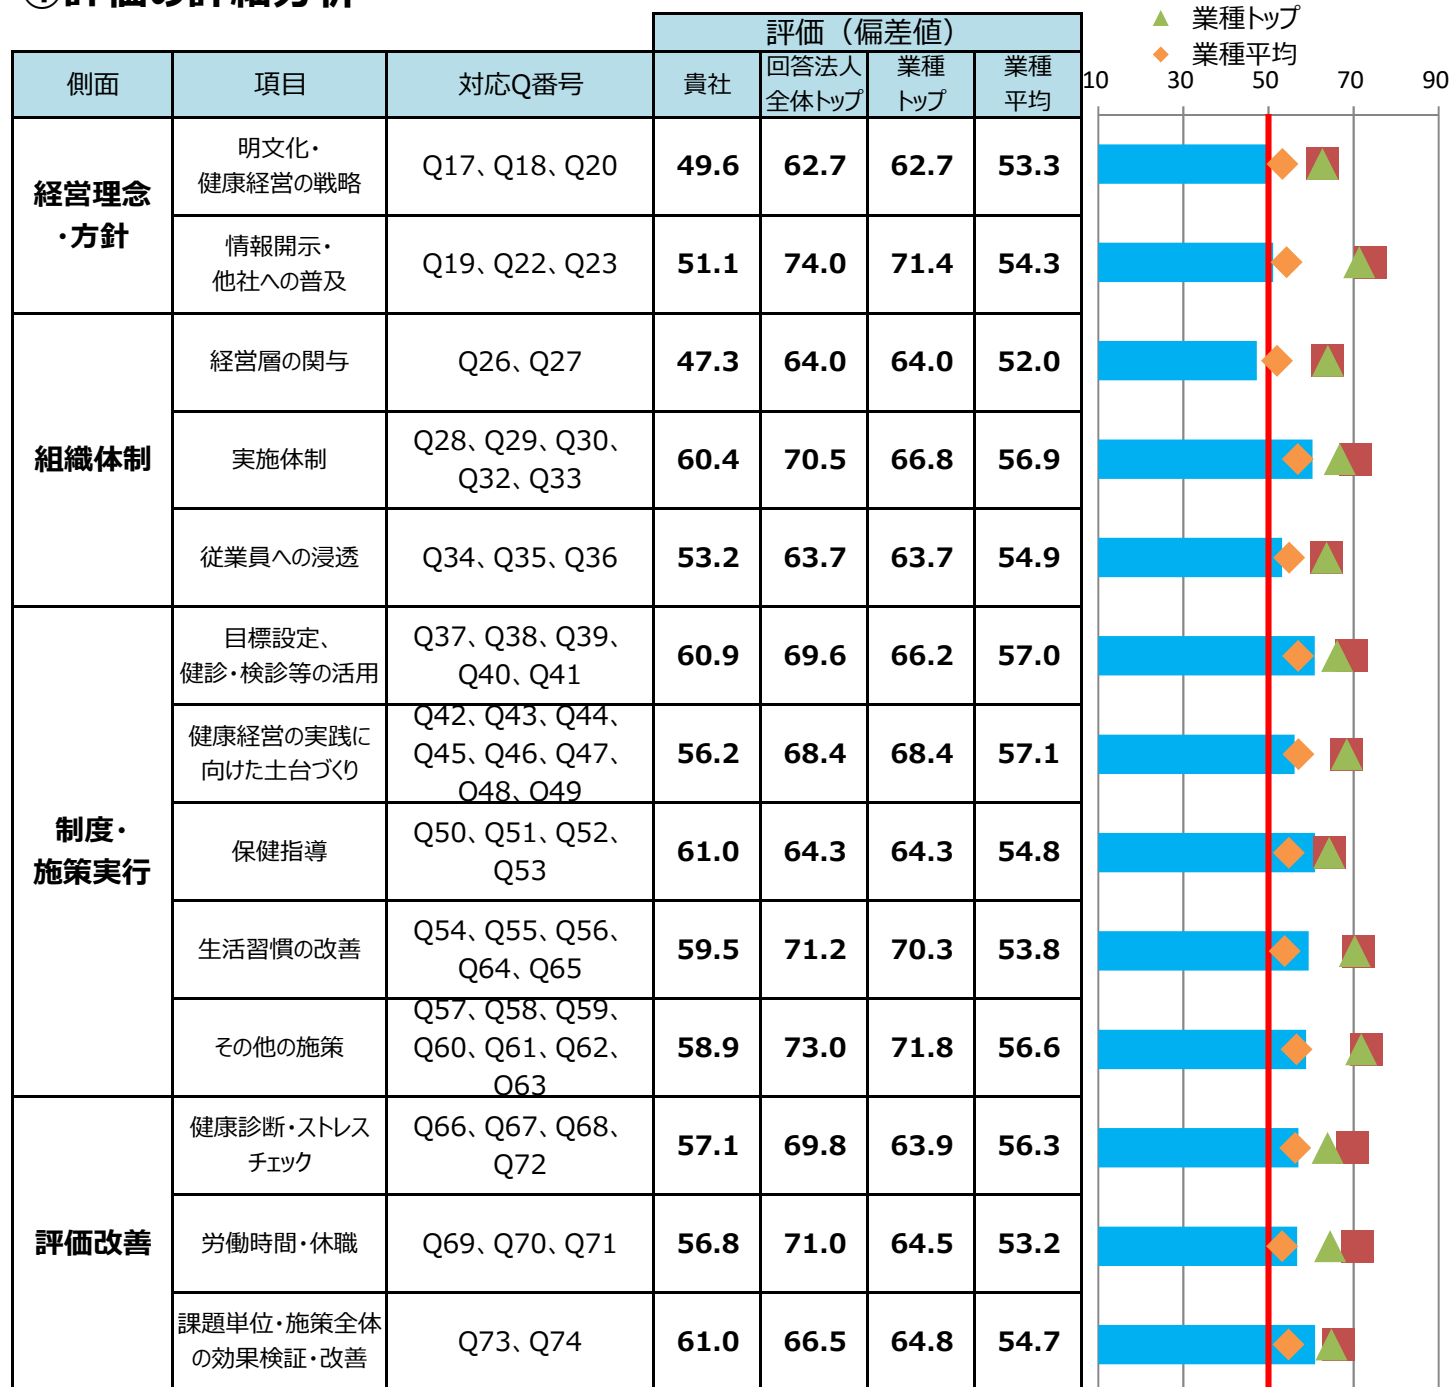 ①評価の詳細分析
業種トップ
業種平均
評価（偏差値）
側面 項目 対応Q番号 貴社 回答法人全体トップ 業種トップ 業種平均
10 30 50 70 90
経営理念・方針
明文化・健康経営の戦略 Q17、Q18、Q20 49.6 62.7 62.7 53.3
情報開示・他社への普及 Q19、Q22、Q23 51.1 74.0 71.4 54.3
組織体制
経営層の関与 Q26、Q27 47.3 64.0 64.0 52.0
実施体制 Q28、Q29、Q30、Q32、Q33 60.4 70.5 66.8 56.9
従業員への浸透 Q34、Q35、Q36 53.2 63.7 63.7 54.9
制度・施策実行
目標設定、健診・検診等の活用 Q37、Q38、Q39、Q40、Q41 60.9 69.6 66.2 57.0
健康経営の実践に向けた土台づくり Q42、Q43、Q44、Q45、Q46、Q47、Q48、Q49 56.2 68.4 68.4 57.1
保健指導 Q50、Q51、Q52、Q53 61.0 64.3 64.3 54.8
生活習慣の改善 Q54、Q55、Q56、Q64、Q65 59.5 71.2 70.3 53.8
その他の施策 Q57、Q58、Q59、Q60、Q61、Q62、Q63 58.9 73.0 71.8 56.6
評価改善
健康診断・ストレスチェック Q66、Q67、Q68、Q72 57.1 69.8 63.9 56.3
労働時間・休職 Q69、Q70、Q71 56.8 71.0 64.5 53.2
課題単位・施策全体の効果検証・改善 Q73、Q74 61.0 66.5 64.8 54.7